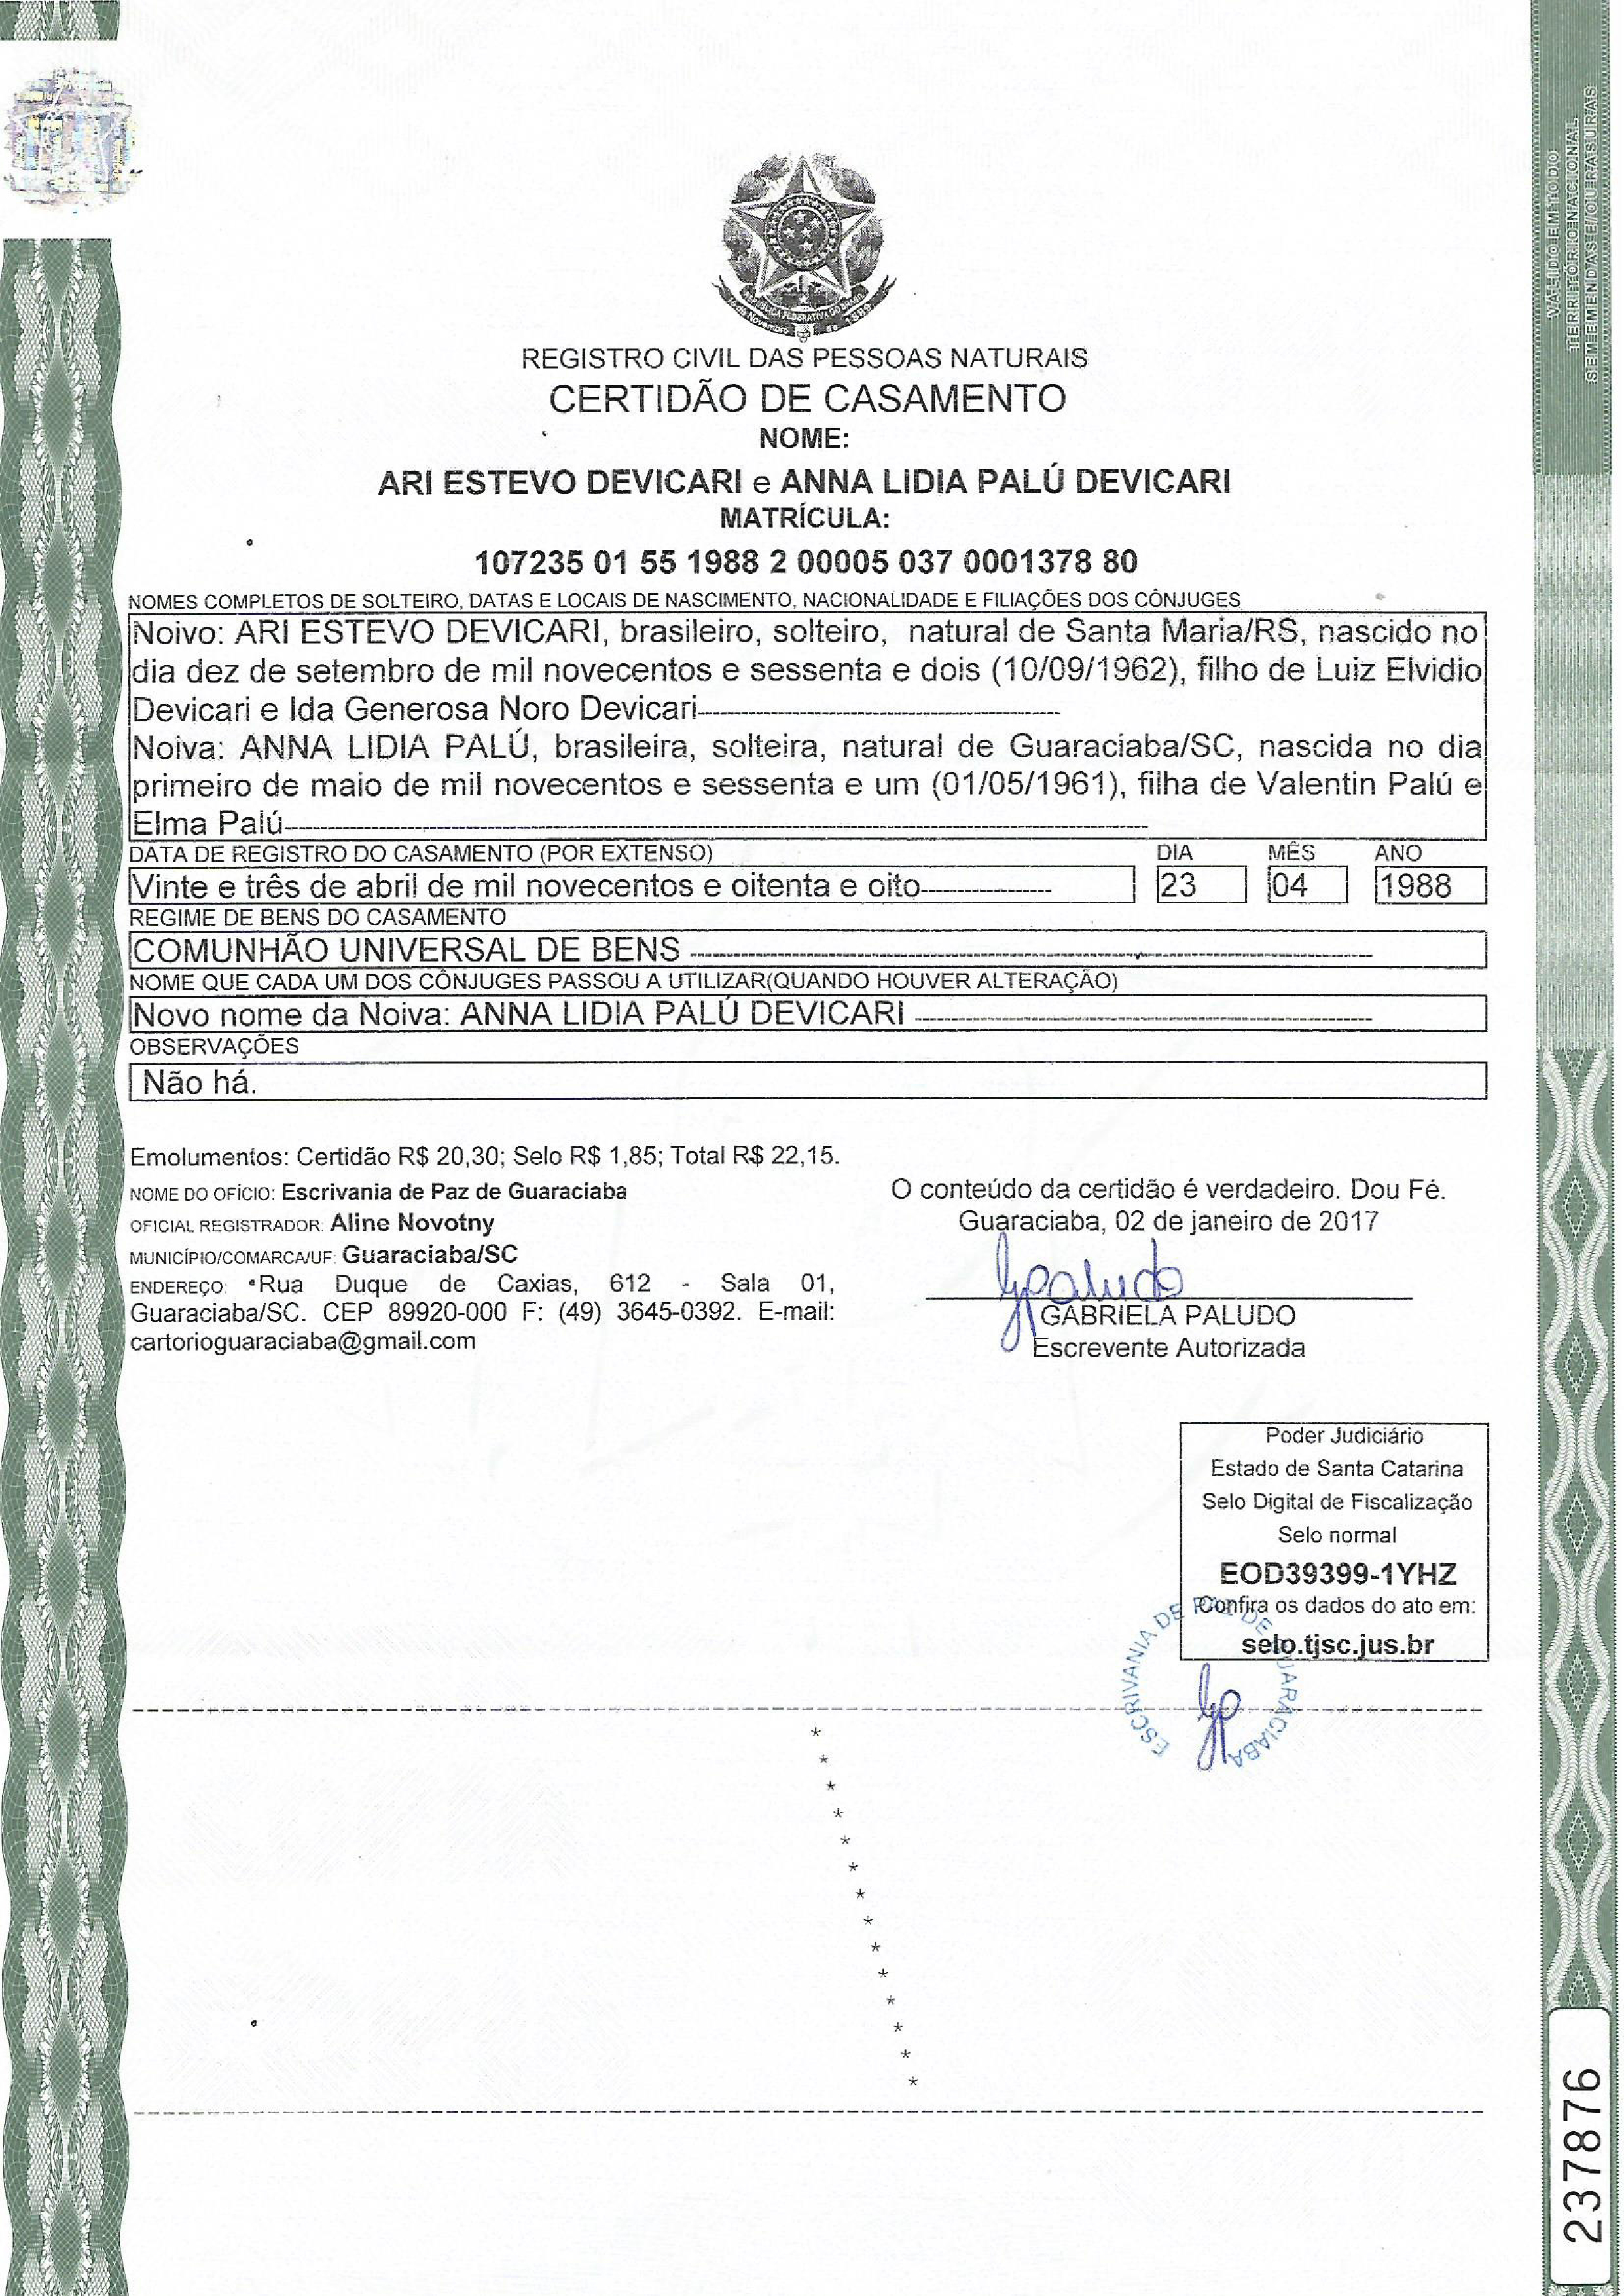 VALIDO EM TODO
TERRITÓRIO NACIONAL
SEM EMENDAS E/OU RASURAS
REGISTRO CIVIL DAS PESSOAS NATURAIS
CERTIDÃO DE CASAMENTO
NOME:
ARI ESTEVO DEVICARI e ANNA LIDIA PALÚ DEVICARI
MATRÍCULA:
107235 01 55 1988 2 00005 037 0001378 80
NOMES COMPLETOS DE SOLTEIRO, DATAS E LOCAIS DE NASCIMENTO, NACIONALIDADE E FILIAÇÕES DOS CÔNJUGES
Noivo: ARI ESTEVO DEVICARI, brasileiro, solteiro, natural de Santa Maria/RS, nascido no
dia dez de setembro de mil novecentos e sessenta e dois (10/09/1962), filho de Luiz Elvidio
Devicari e Ida Generosa Noro Devicari
Noiva: ANNA LIDIA PALÚ, brasileira, solteira, natural de Guaraciaba/SC, nascida no dia
primeiro de maio de mil novecentos e sessenta e um (01/05/1961), filha de Valentin Palú e
Elma Palú
DATA DE REGISTRO DO CASAMENTO (POR EXTENSO) DIA MÊS ANO
Vinte e três de abril de mil novecentos e oitenta e oito 23 04 1988
REGIME DE BENS DO CASAMENTO
COMUNHÃO UNIVERSAL DE BENS
NOME QUE CADA UM DOS CÔNJUGES PASSOU A UTILIZAR(QUANDO HOUVER ALTERAÇÃO)
Novo nome da Noiva: ANNA LIDIA PALÚ DEVICARI
OBSERVAÇÕES
Não há.
Emolumentos: Certidão R$ 20,30; Selo R$ 1,85; Total R$ 22,15.
NOME DO OFÍCIO: Escrivania de Paz de Guaraciaba
OFICIAL REGISTRADOR: Aline Novotny
MUNICÍPIO/COMARCA/UF: Guaraciaba/SC
ENDEREÇO: Rua Duque de Caxias, 612 - Sala 01,
Guaraciaba/SC. CEP 89920-000 F: (49) 3645-0392. E-mail:
cartorioguaraciaba@gmail.com
O conteúdo da certidão é verdadeiro. Dou Fé.
Guaraciaba, 02 de janeiro de 2017
GPaludo
GABRIELA PALUDO
Escrevente Autorizada
Poder Judiciário
Estado de Santa Catarina
Selo Digital de Fiscalização
Selo normal
EOD39399-1YHZ
Confira os dados do ato em:
selo.tjsc.jus.br
ESCRIVANIA DE PAZ DE GUARACIABA
GP
237876